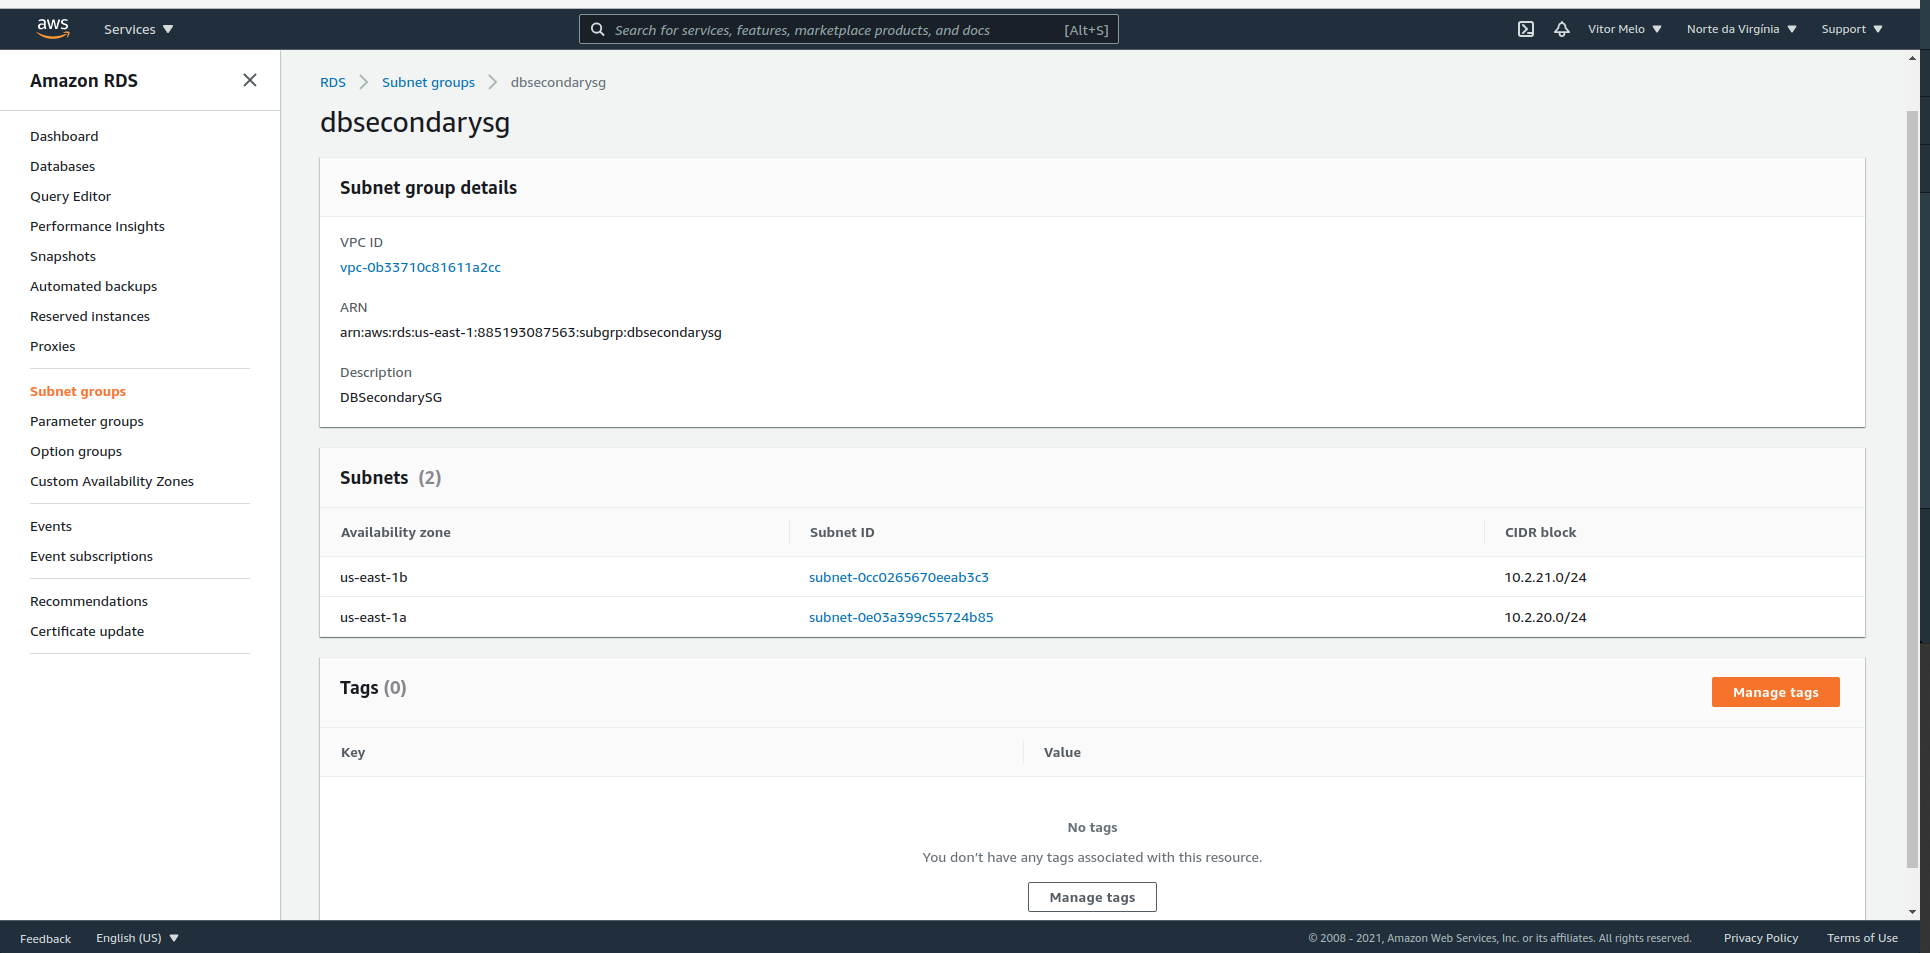 aws Services Search for services, features, marketplace products, and docs [Alt+S] Vitor Melo Norte da Virgínia Support
Amazon RDS
Dashboard
Databases
Query Editor
Performance Insights
Snapshots
Automated backups
Reserved instances
Proxies
Subnet groups
Parameter groups
Option groups
Custom Availability Zones
Events
Event subscriptions
Recommendations
Certificate update
RDS Subnet groups dbsecondarysg
dbsecondarysg
Subnet group details
VPC ID
vpc-0b33710c81611a2cc
ARN
arn:aws:rds:us-east-1:885193087563:subgrp:dbsecondarysg
Description
DBSecondarySG
Subnets (2)
Availability zone Subnet ID CIDR block
us-east-1b subnet-0cc0265670eeab3c3 10.2.21.0/24
us-east-1a subnet-0e03a399c55724b85 10.2.20.0/24
Tags (0) Manage tags
Key Value
No tags
You don’t have any tags associated with this resource.
Manage tags
Feedback English (US) © 2008 - 2021, Amazon Web Services, Inc. or its affiliates. All rights reserved. Privacy Policy Terms of Use